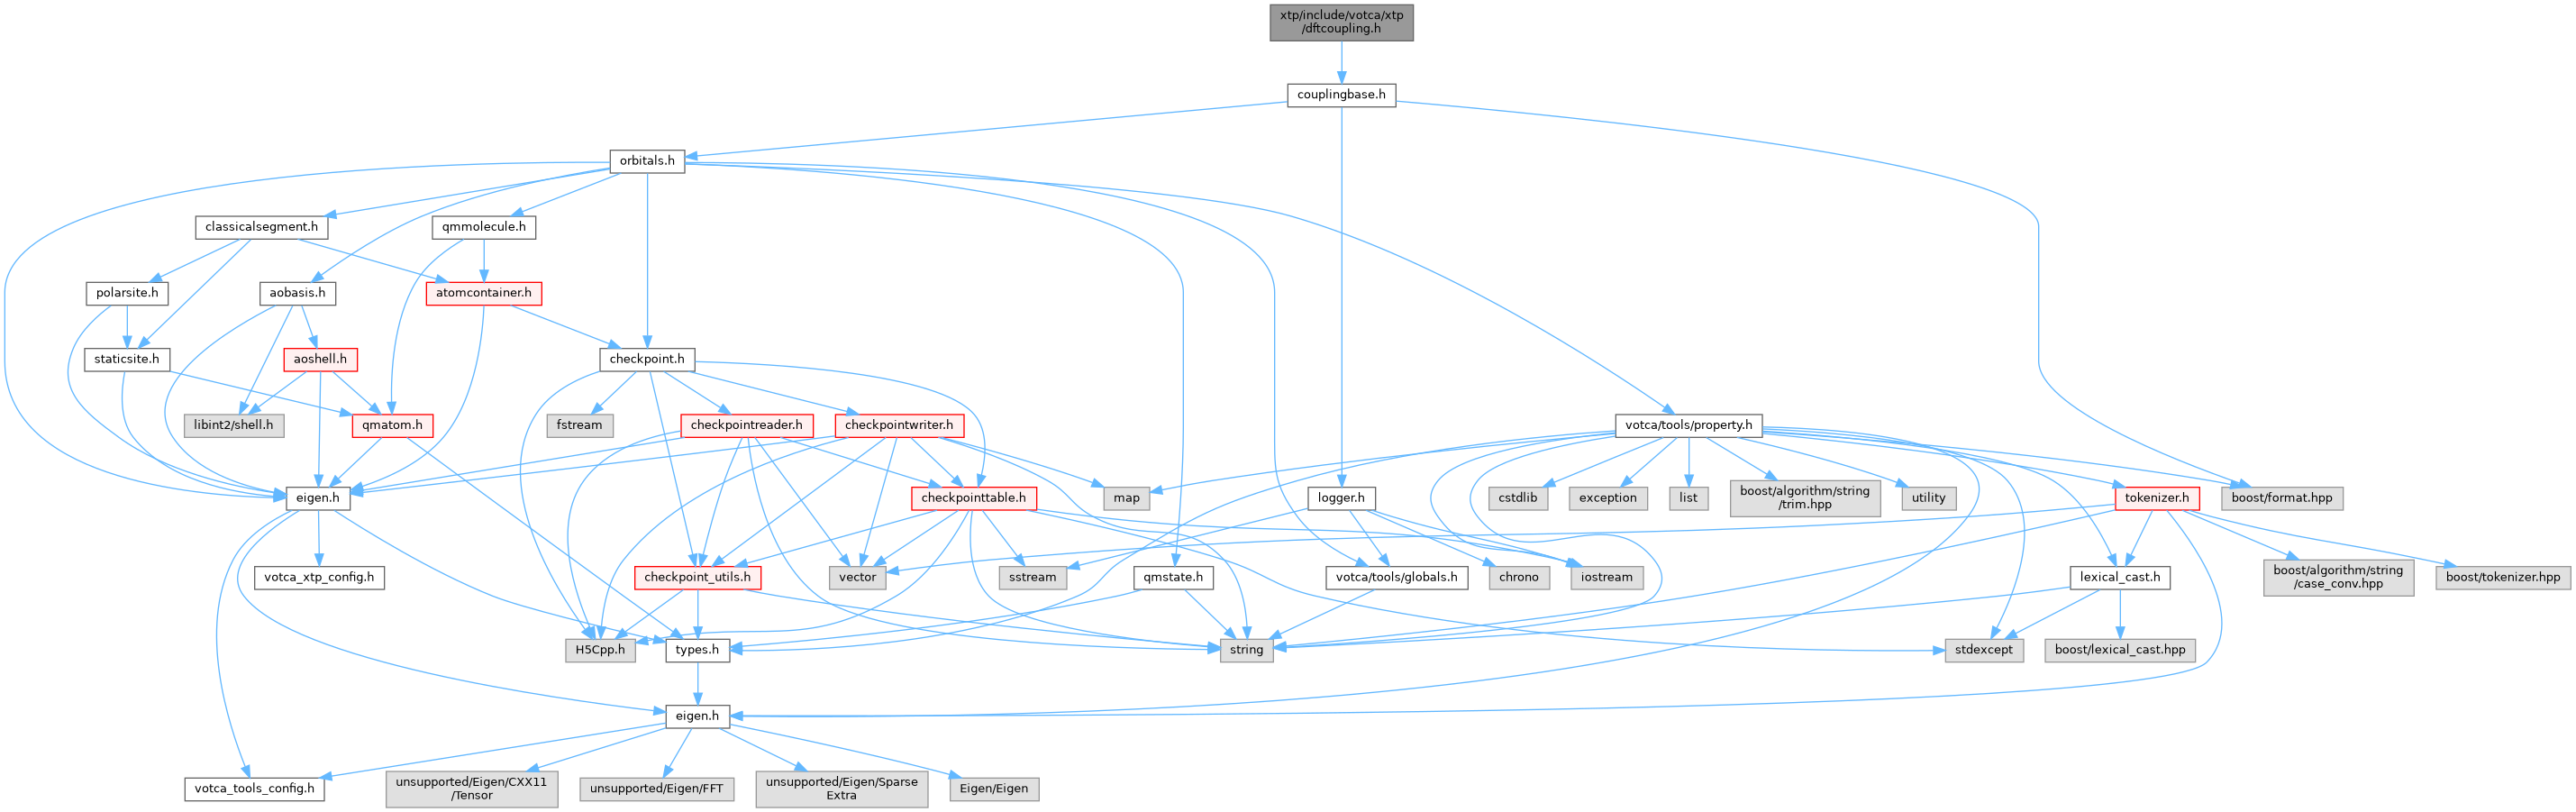 xtp/include/votca/xtp
/dftcoupling.h
couplingbase.h
orbitals.h
classicalsegment.h
qmmolecule.h
polarsite.h
aobasis.h
atomcontainer.h
staticsite.h
aoshell.h
checkpoint.h
libint2/shell.h
qmatom.h
fstream
checkpointreader.h
checkpointwriter.h
votca/tools/property.h
eigen.h
checkpointtable.h
map
logger.h
cstdlib
exception
list
boost/algorithm/string
/trim.hpp
utility
tokenizer.h
boost/format.hpp
votca_xtp_config.h
checkpoint_utils.h
vector
sstream
qmstate.h
votca/tools/globals.h
chrono
iostream
lexical_cast.h
boost/algorithm/string
/case_conv.hpp
boost/tokenizer.hpp
H5Cpp.h
types.h
string
stdexcept
boost/lexical_cast.hpp
eigen.h
votca_tools_config.h
unsupported/Eigen/CXX11
/Tensor
unsupported/Eigen/FFT
unsupported/Eigen/Sparse
Extra
Eigen/Eigen